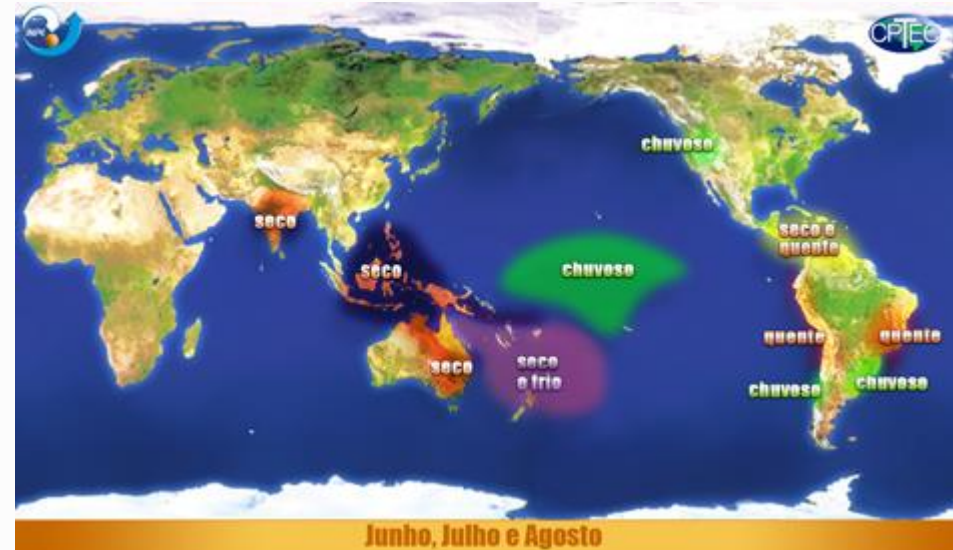 CPTEC
chuvoso
seco
seco e
quente
seco
chuvoso
quente
quente
seco
seco
e frio
chuvoso
chuvoso
Junho, Julho e Agosto